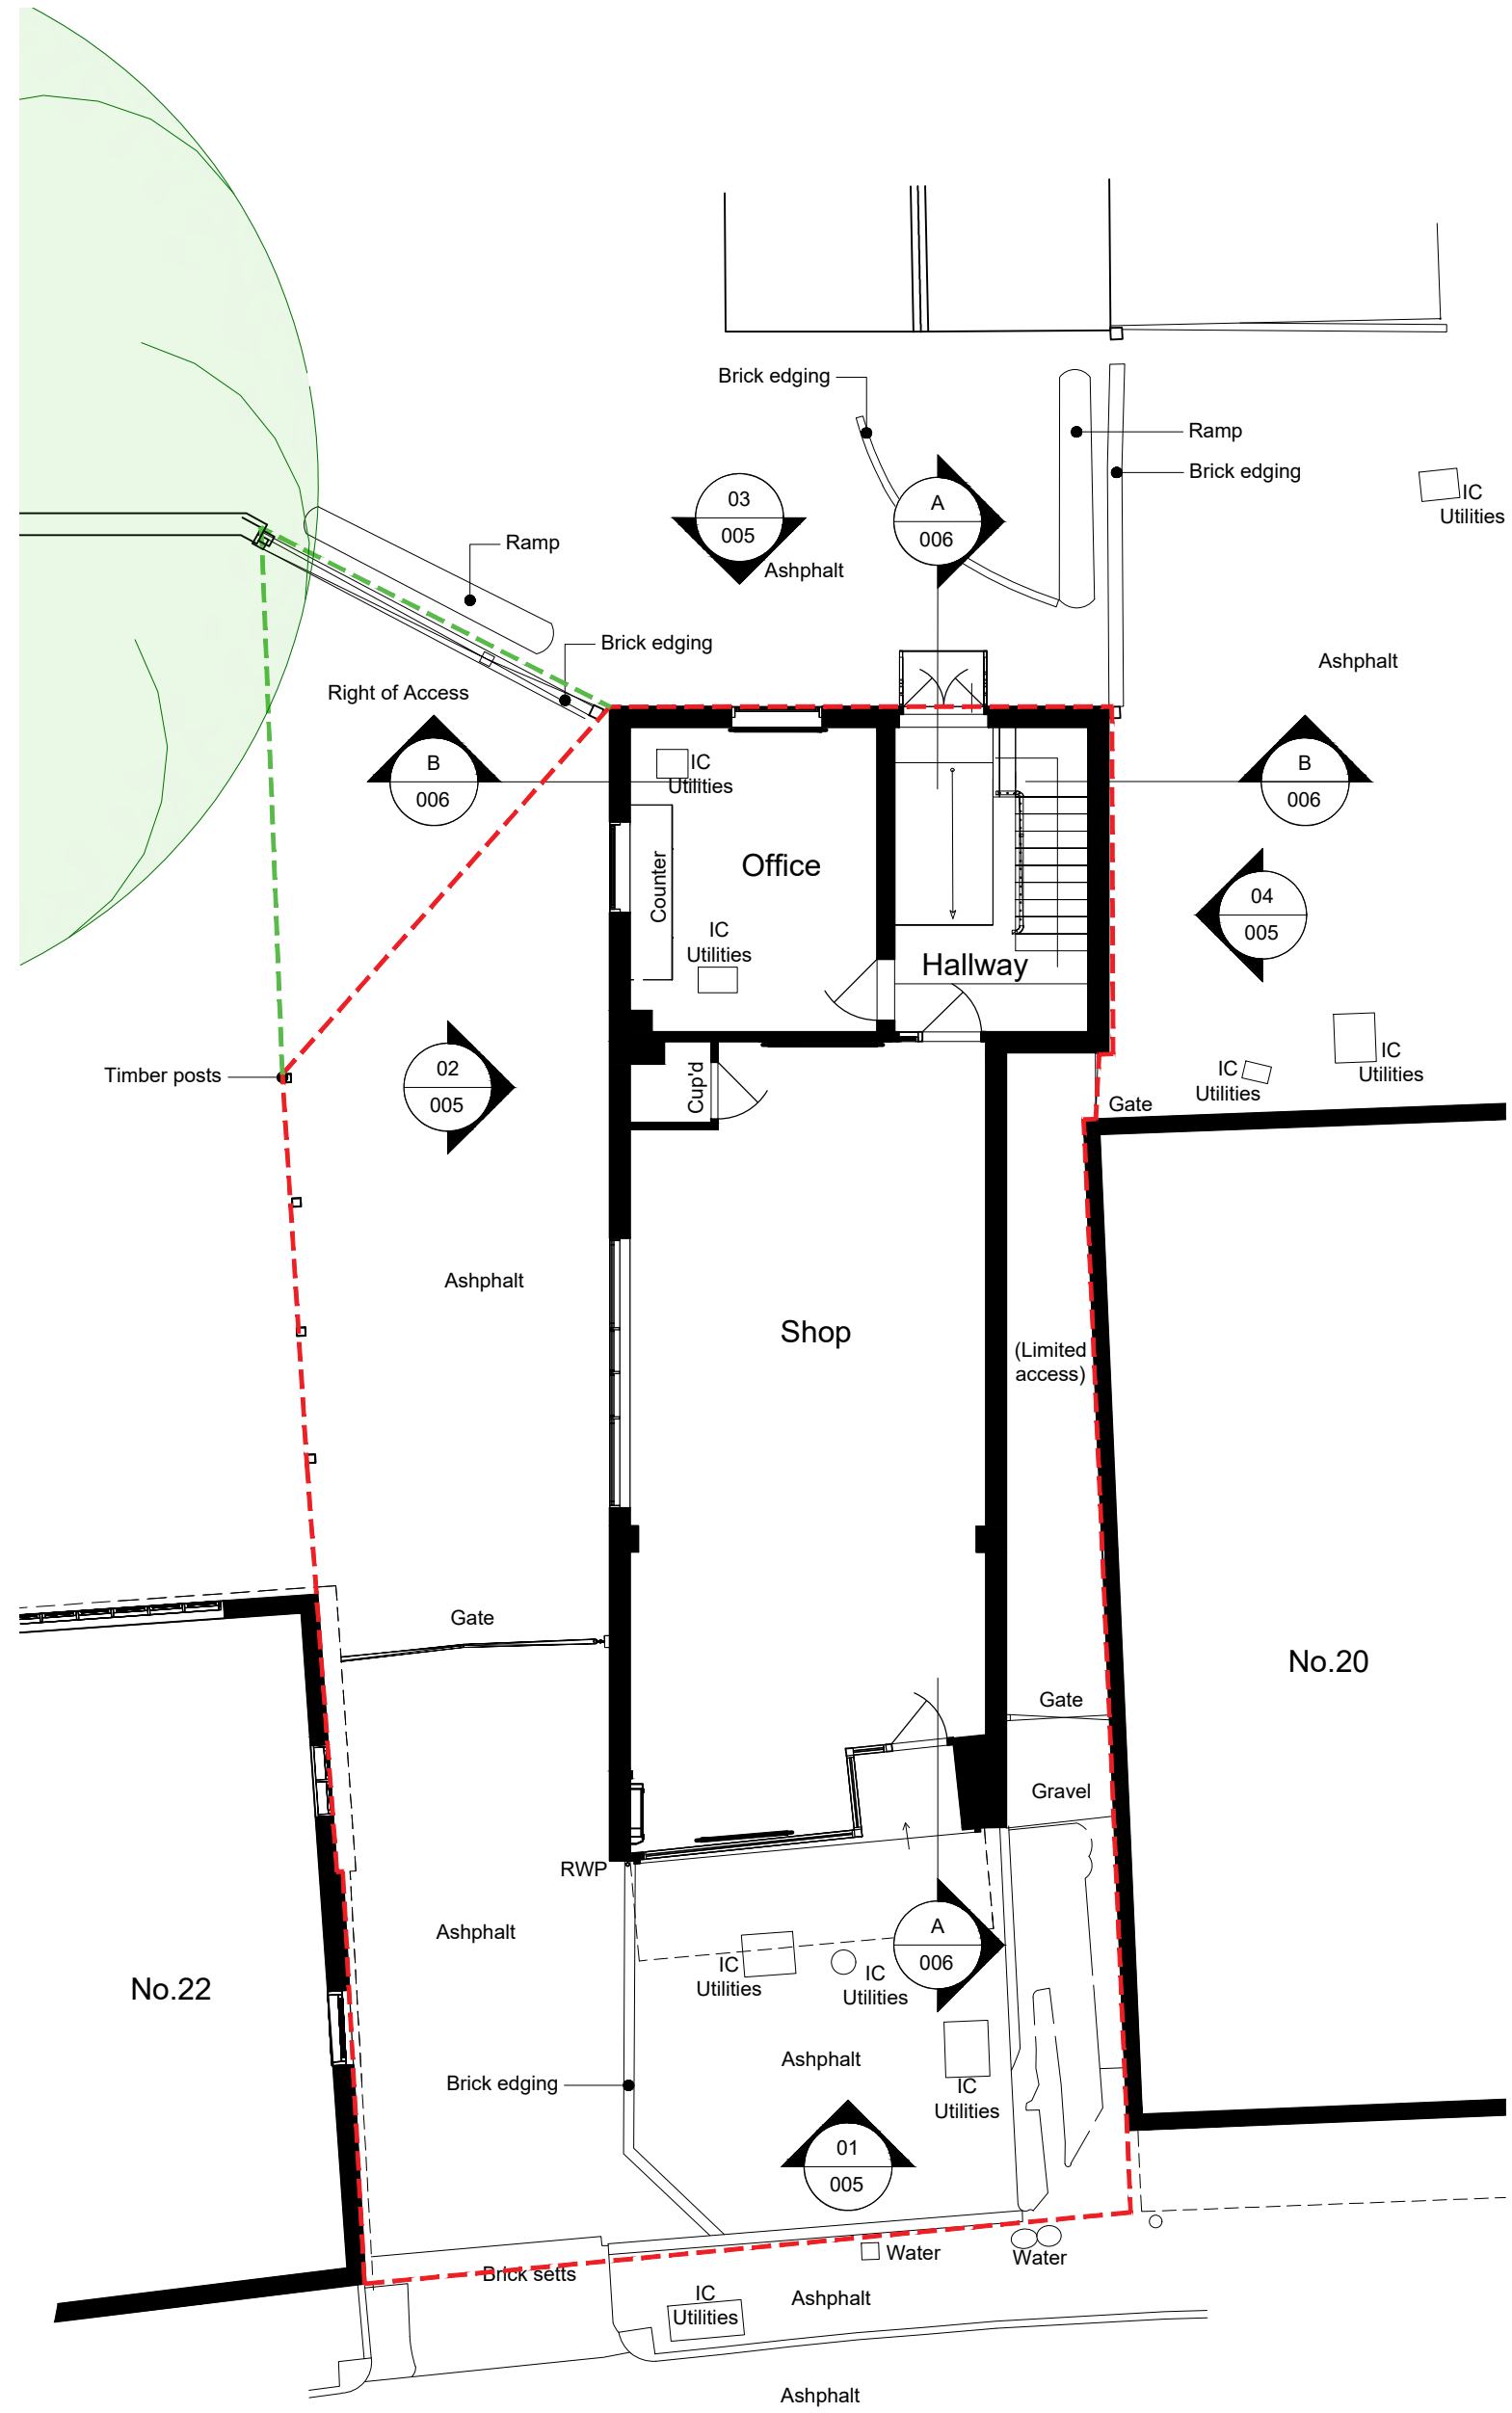 Brick edging
Ramp
Brick edging
IC
Utilities
03
005
A
006
Ashphalt
Ramp
Brick edging
Ashphalt
Right of Access
B
006
IC
Utilities
B
006
Office
Counter
04
005
IC
Utilities
Hallway
Timber posts
02
005
Cup'd
IC
Utilities
IC
Utilities
Gate
Ashphalt
Shop
(Limited
access)
Gate
No.20
Gate
Gravel
RWP
Ashphalt
A
006
No.22
IC
Utilities
IC
Utilities
Ashphalt
Brick edging
IC
Utilities
01
005
Water
Water
Brick setts
IC
Utilities
Ashphalt
Ashphalt